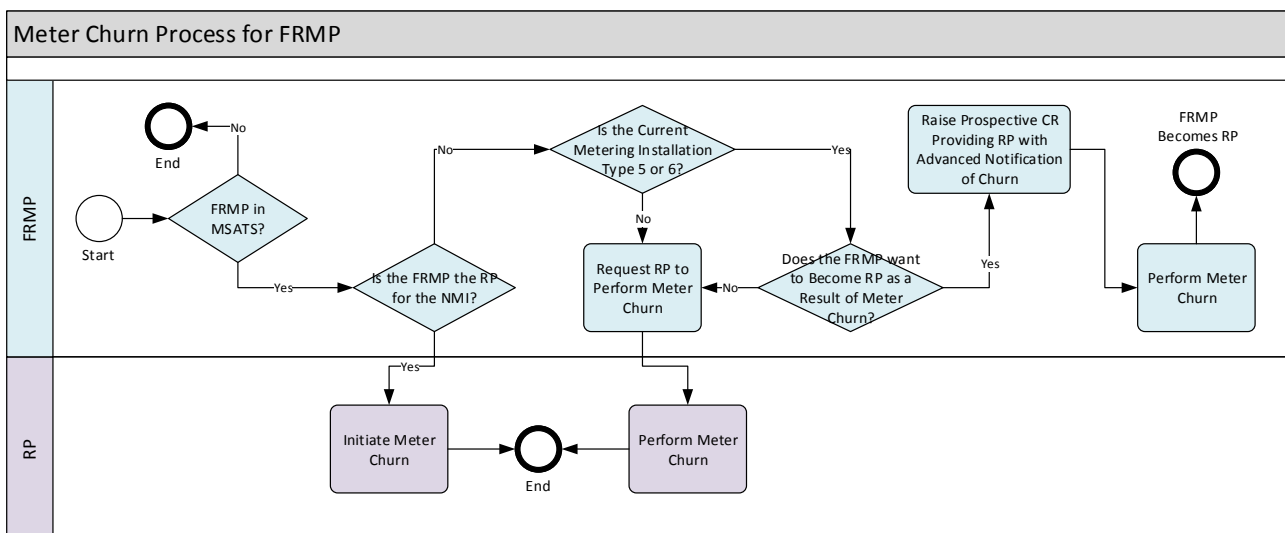 Meter Churn Process for FRMP
FRMP
No
End
Start
FRMP in
MSATS?
Yes
Is the FRMP the RP
for the NMI?
No
Is the Current
Metering Installation
Type 5 or 6?
Yes
No
Request RP to
Perform Meter
Churn
No
Does the FRMP want
to Become RP as a
Result of Meter
Churn?
Yes
Raise Prospective CR
Providing RP with
Advanced Notification
of Churn
FRMP
Becomes RP
Perform Meter
Churn
RP
Yes
Initiate Meter
Churn
End
Perform Meter
Churn